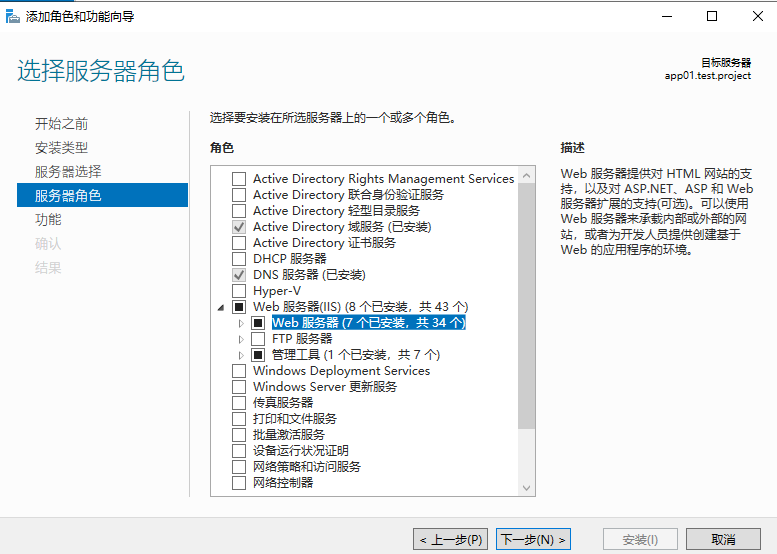 添加角色和功能向导
选择服务器角色
目标服务器
app01.test.project
开始之前
安装类型
服务器选择
服务器角色
功能
确认
结果
选择要安装在所选服务器上的一个或多个角色。
角色
Active Directory Rights Management Services
Active Directory 联合身份验证服务
Active Directory 轻型目录服务
Active Directory 域服务 (已安装)
Active Directory 证书服务
DHCP 服务器
DNS 服务器 (已安装)
Hyper-V
Web 服务器(IIS) (8 个已安装，共 43 个)
Web 服务器 (7 个已安装，共 34 个)
FTP 服务器
管理工具 (1 个已安装，共 7 个)
Windows Deployment Services
Windows Server 更新服务
传真服务器
打印和文件服务
批量激活服务
设备运行状况证明
网络策略和访问服务
网络控制器
描述
Web 服务器提供对 HTML 网站的支
持，以及对 ASP.NET、ASP 和 Web
服务器扩展的支持(可选)。可以使用
Web 服务器来承载内部或外部的网
站，或者为开发人员提供创建基于
Web 的应用程序的环境。
< 上一步(P)
下一步(N) >
安装(I)
取消